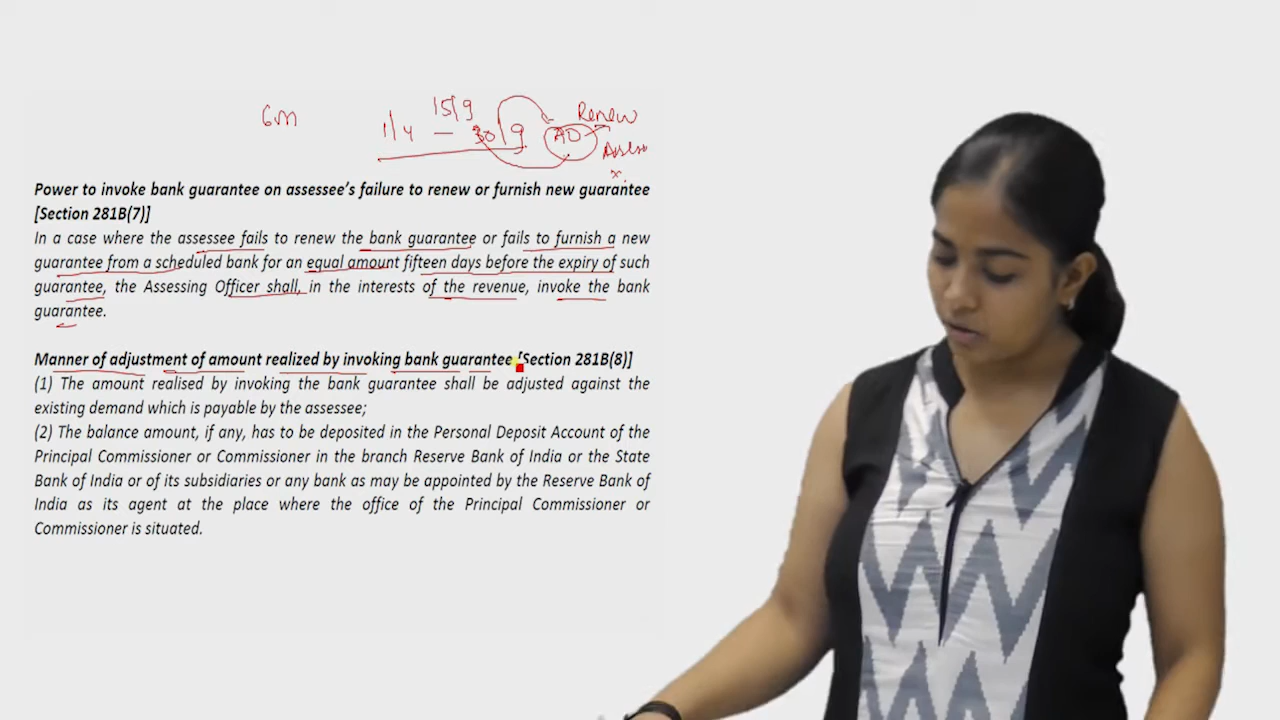 6m
15/9
Renew
1/4 — 30/9
AO
Power to invoke bank guarantee on assessee's failure to renew or furnish new guarantee
[Section 281B(7)]
In a case where the assessee fails to renew the bank guarantee or fails to furnish a new
guarantee from a scheduled bank for an equal amount fifteen days before the expiry of such
guarantee, the Assessing Officer shall, in the interests of the revenue, invoke the bank
guarantee.
Manner of adjustment of amount realized by invoking bank guarantee [Section 281B(8)]
(1) The amount realised by invoking the bank guarantee shall be adjusted against the
existing demand which is payable by the assessee;
(2) The balance amount, if any, has to be deposited in the Personal Deposit Account of the
Principal Commissioner or Commissioner in the branch Reserve Bank of India or the State
Bank of India or of its subsidiaries or any bank as may be appointed by the Reserve Bank of
India as its agent at the place where the office of the Principal Commissioner or
Commissioner is situated.